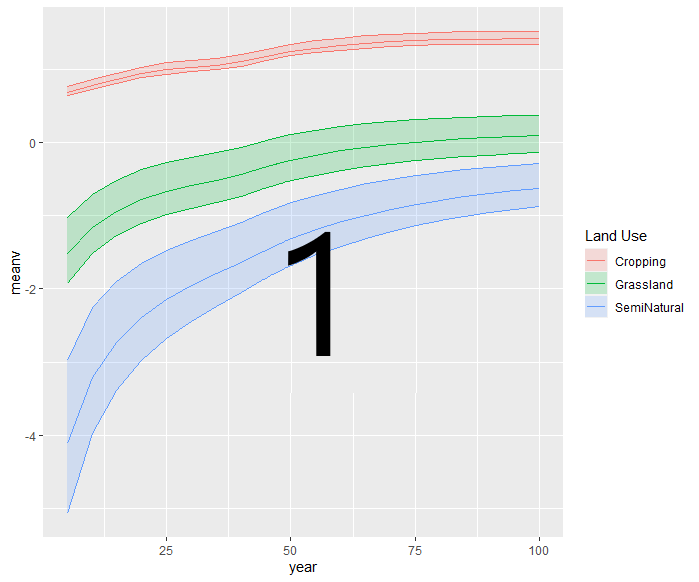 0
-2
-4
meanv
1
25
50
75
100
year
Land Use
Cropping
Grassland
SemiNatural